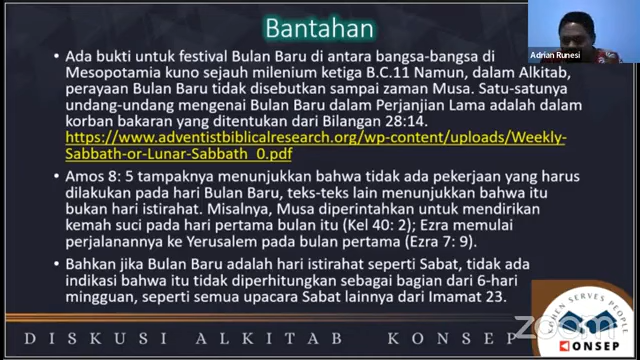 Bantahan
Adrian Runesi
• Ada bukti untuk festival Bulan Baru di antara bangsa-bangsa di
Mesopotamia kuno sejauh milenium ketiga B.C.11 Namun, dalam Alkitab,
perayaan Bulan Baru tidak disebutkan sampai zaman Musa. Satu-satunya
undang-undang mengenai Bulan Baru dalam Perjanjian Lama adalah dalam
korban bakaran yang ditentukan dari Bilangan 28:14.
https://www.adventistbiblicalresearch.org/wp-content/uploads/Weekly-
Sabbath-or-Lunar-Sabbath_0.pdf
• Amos 8: 5 tampaknya menunjukkan bahwa tidak ada pekerjaan yang harus
dilakukan pada hari Bulan Baru, teks-teks lain menunjukkan bahwa itu
bukan hari istirahat. Misalnya, Musa diperintahkan untuk mendirikan
kemah suci pada hari pertama bulan itu (Kel 40: 2); Ezra memulai
perjalanannya ke Yerusalem pada bulan pertama (Ezra 7: 9).
• Bahkan jika Bulan Baru adalah hari istirahat seperti Sabat, tidak ada
indikasi bahwa itu tidak diperhitungkan sebagai bagian dari 6-hari
mingguan, seperti semua upacara Sabat lainnya dari Imamat 23.
DISKUSI ALKITAB KONSEP
SERVES PEOPLE
zoom
KONSEP